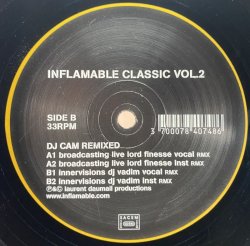 INFLAMABLE CLASSIC VOL.2
SIDE B
33RPM
3 700078 407486
DJ CAM REMIXED
A1 broadcasting live lord finesse vocal RMX
A2 broadcasting live lord finesse inst RMX
B1 innervisions dj vadim vocal RMX
B2 innervisions dj vadim inst RMX
℗&© laurent daumail productions
www.inflamable.com
SACEM